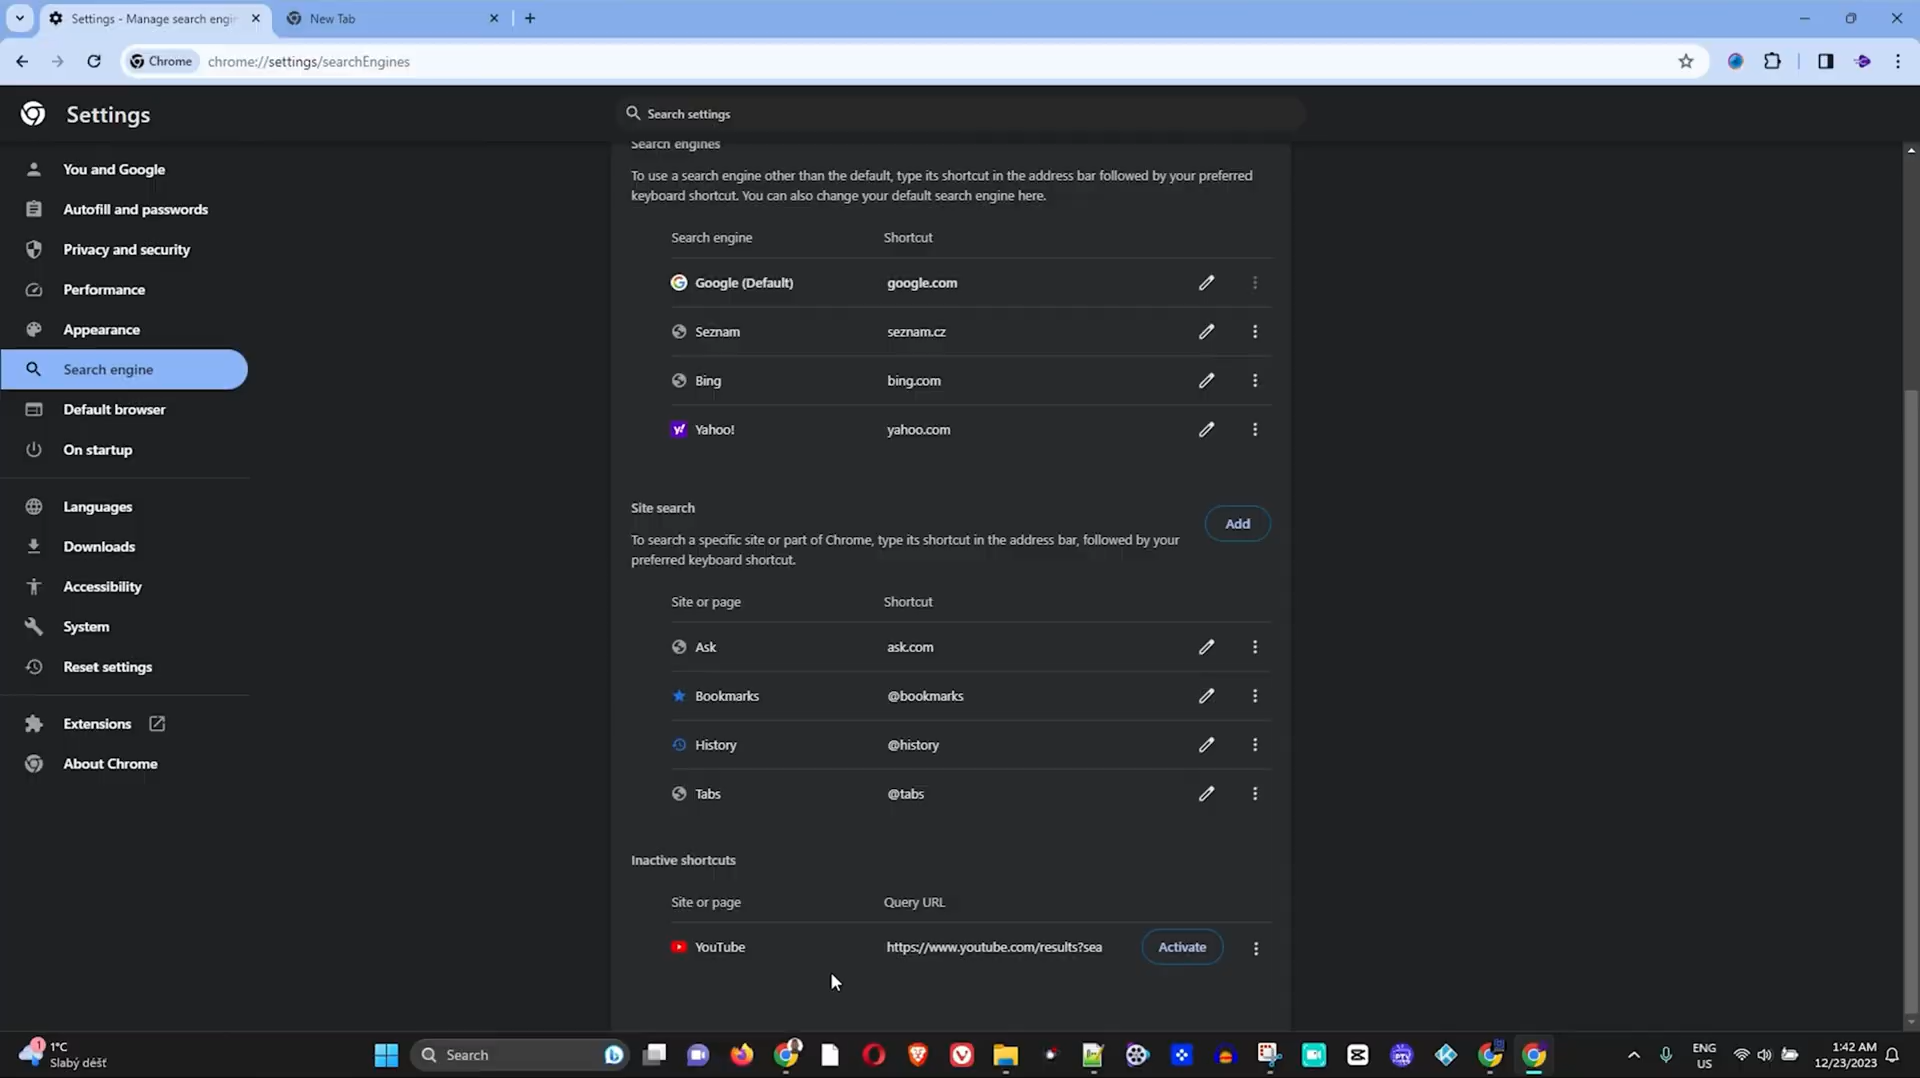 Settings - Manage search engin
New Tab
Chrome
chrome://settings/searchEngines
Settings
Search settings
You and Google
Autofill and passwords
Privacy and security
Performance
Appearance
Search engine
Default browser
On startup
Languages
Downloads
Accessibility
System
Reset settings
Extensions
About Chrome
Search engines
To use a search engine other than the default, type its shortcut in the address bar followed by your preferred
keyboard shortcut. You can also change your default search engine here.
Search engine Shortcut
Google (Default) google.com
Seznam seznam.cz
Bing bing.com
Yahoo! yahoo.com
Site search
Add
To search a specific site or part of Chrome, type its shortcut in the address bar, followed by your
preferred keyboard shortcut.
Site or page Shortcut
Ask ask.com
Bookmarks @bookmarks
History @history
Tabs @tabs
Inactive shortcuts
Site or page Query URL
YouTube https://www.youtube.com/results?sea Activate
1
1°C
Slabý déšť
Search
PTV
ENG
US
1:42 AM
12/23/2023